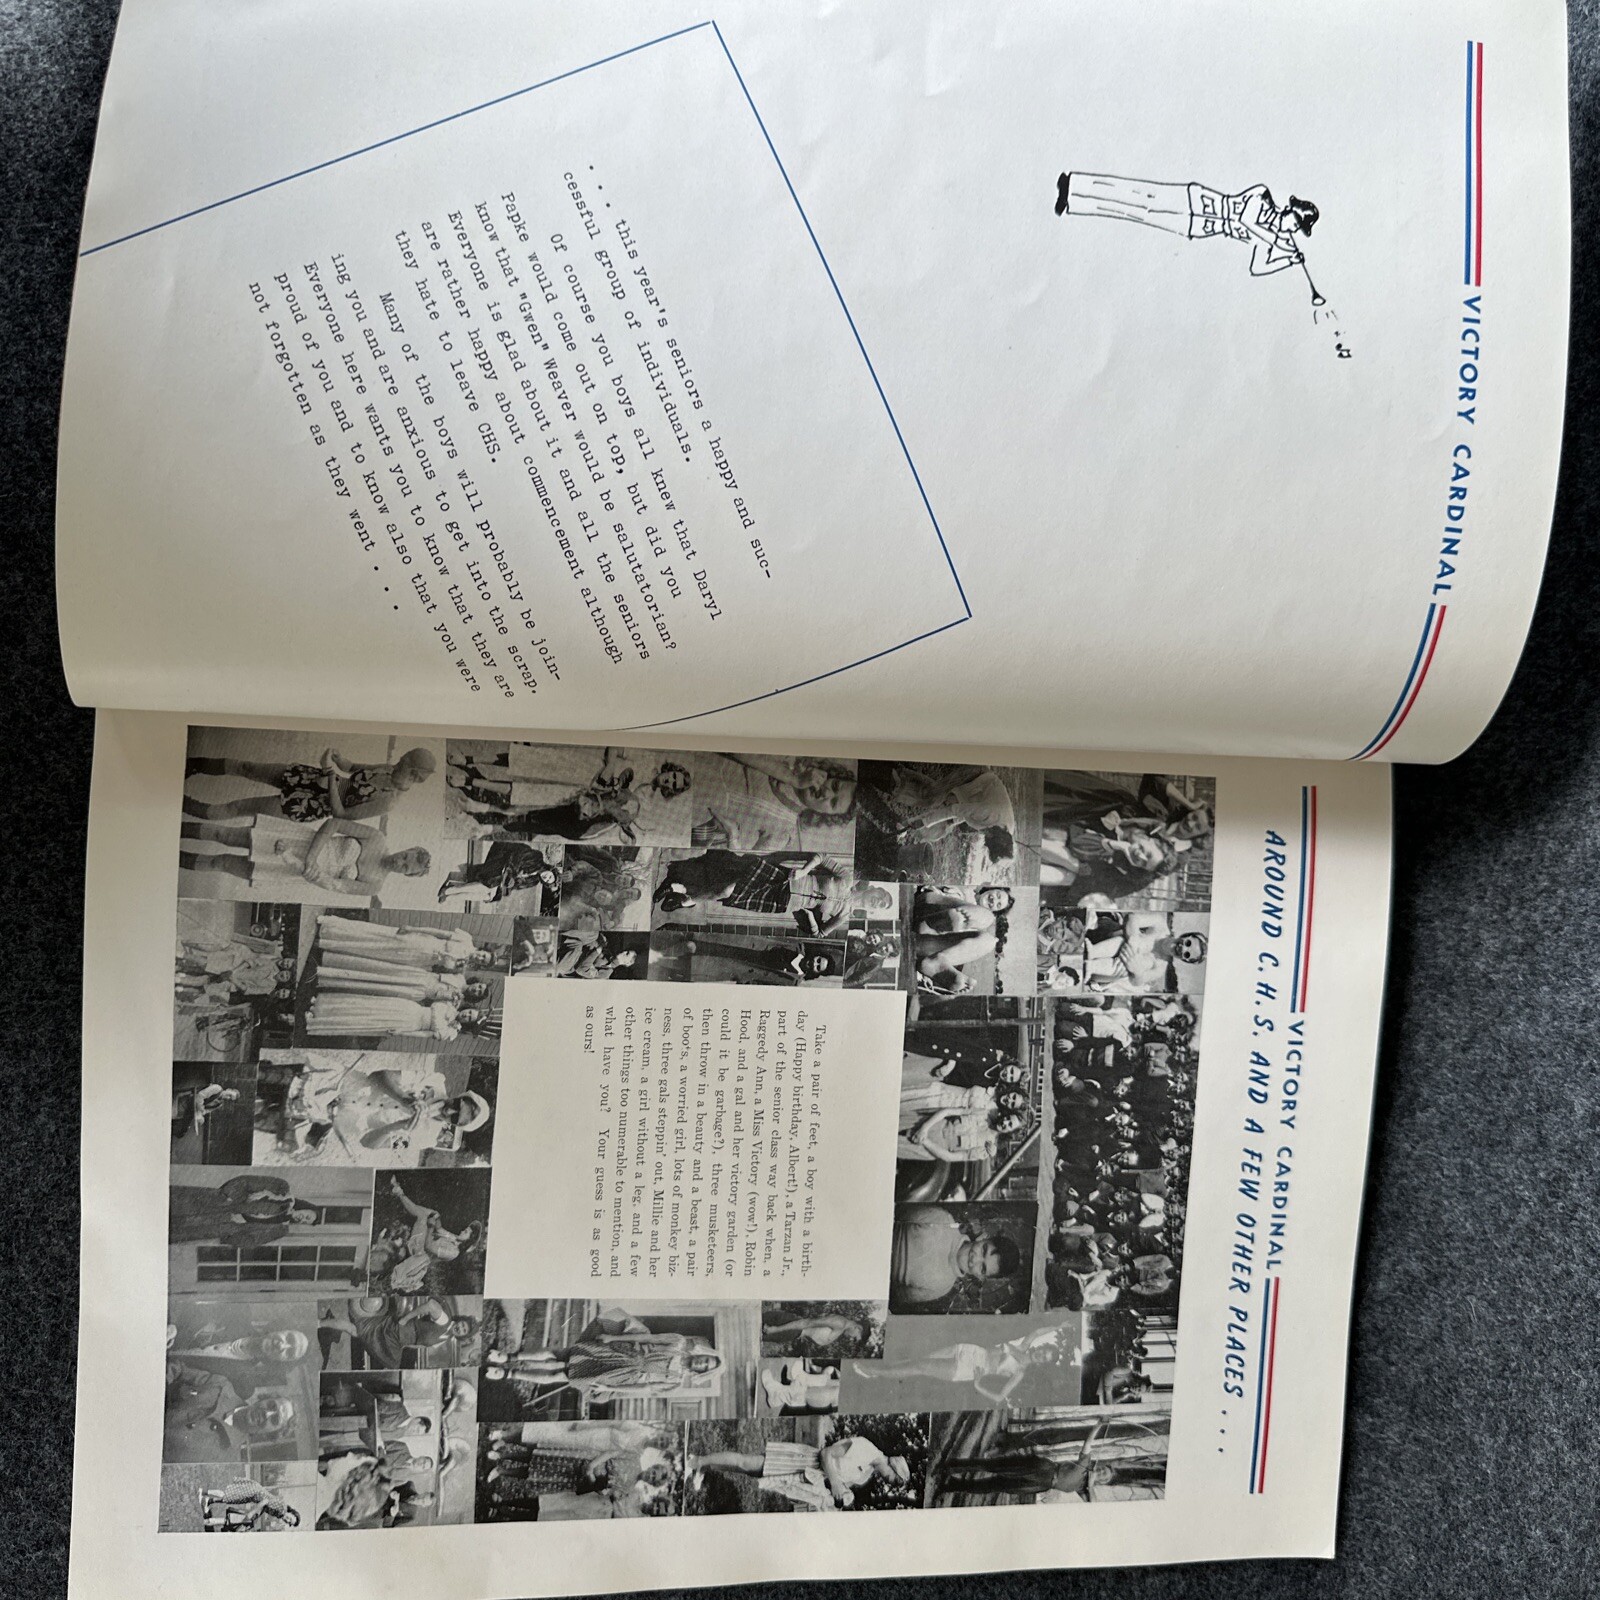 VICTORY CARDINAL
. . . this year's seniors a happy and suc-
cessful group of individuals.
Of course you boys all knew that Daryl
Papke would come out on top, but did you
know that "Gwen" Weaver would be salutatorian?
Everyone is glad about it and all the seniors
are rather happy about commencement although
they hate to leave CHS.
Many of the boys will probably be join-
ing you and are anxious to get into the scrap.
Everyone here wants you to know that they are
proud of you and to know also that you were
not forgotten as they went . . .
VICTORY CARDINAL
AROUND C. H. S. AND A FEW OTHER PLACES . . .
Take a pair of feet, a boy with a birth-
day (Happy birthday, Albert!), a Tarzan Jr.,
part of the senior class way back when, a
Raggedy Ann, a Miss Victory (wow!), Robin
Hood, and a gal and her victory garden (or
could it be garbage?), three musketeers,
then throw in a beauty and a beast, a pair
of boo's, a worried girl, lots of monkey biz-
ness, three gals steppin' out, Millie and her
ice cream, a girl without a leg, and a few
other things too numerable to mention, and
what have you? Your guess is as good
as ours!